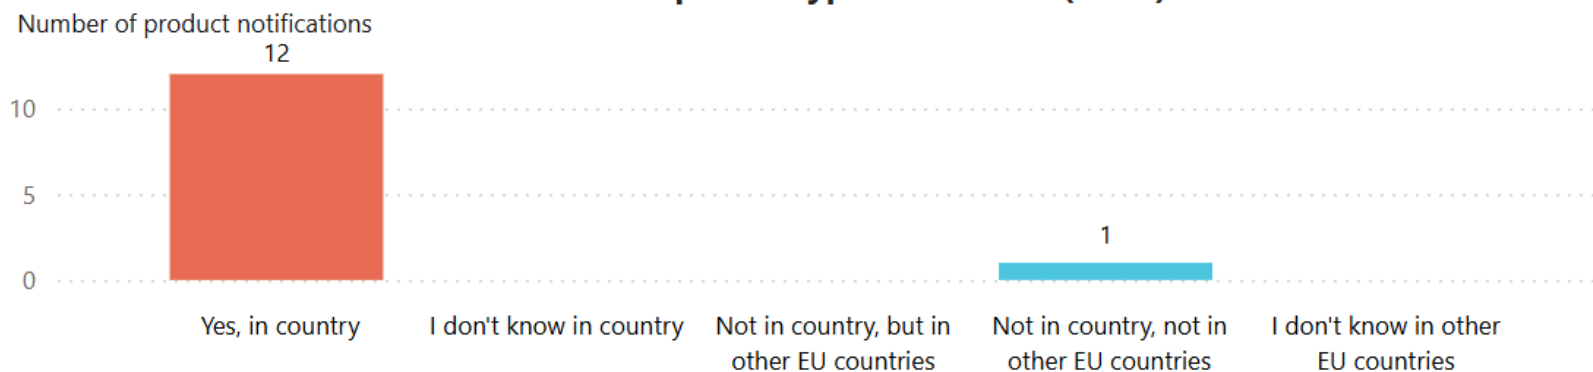 Number of product notifications
12
10
5
0
1
Yes, in country
I don't know in country
Not in country, but in
other EU countries
Not in country, not in
other EU countries
I don't know in other
EU countries